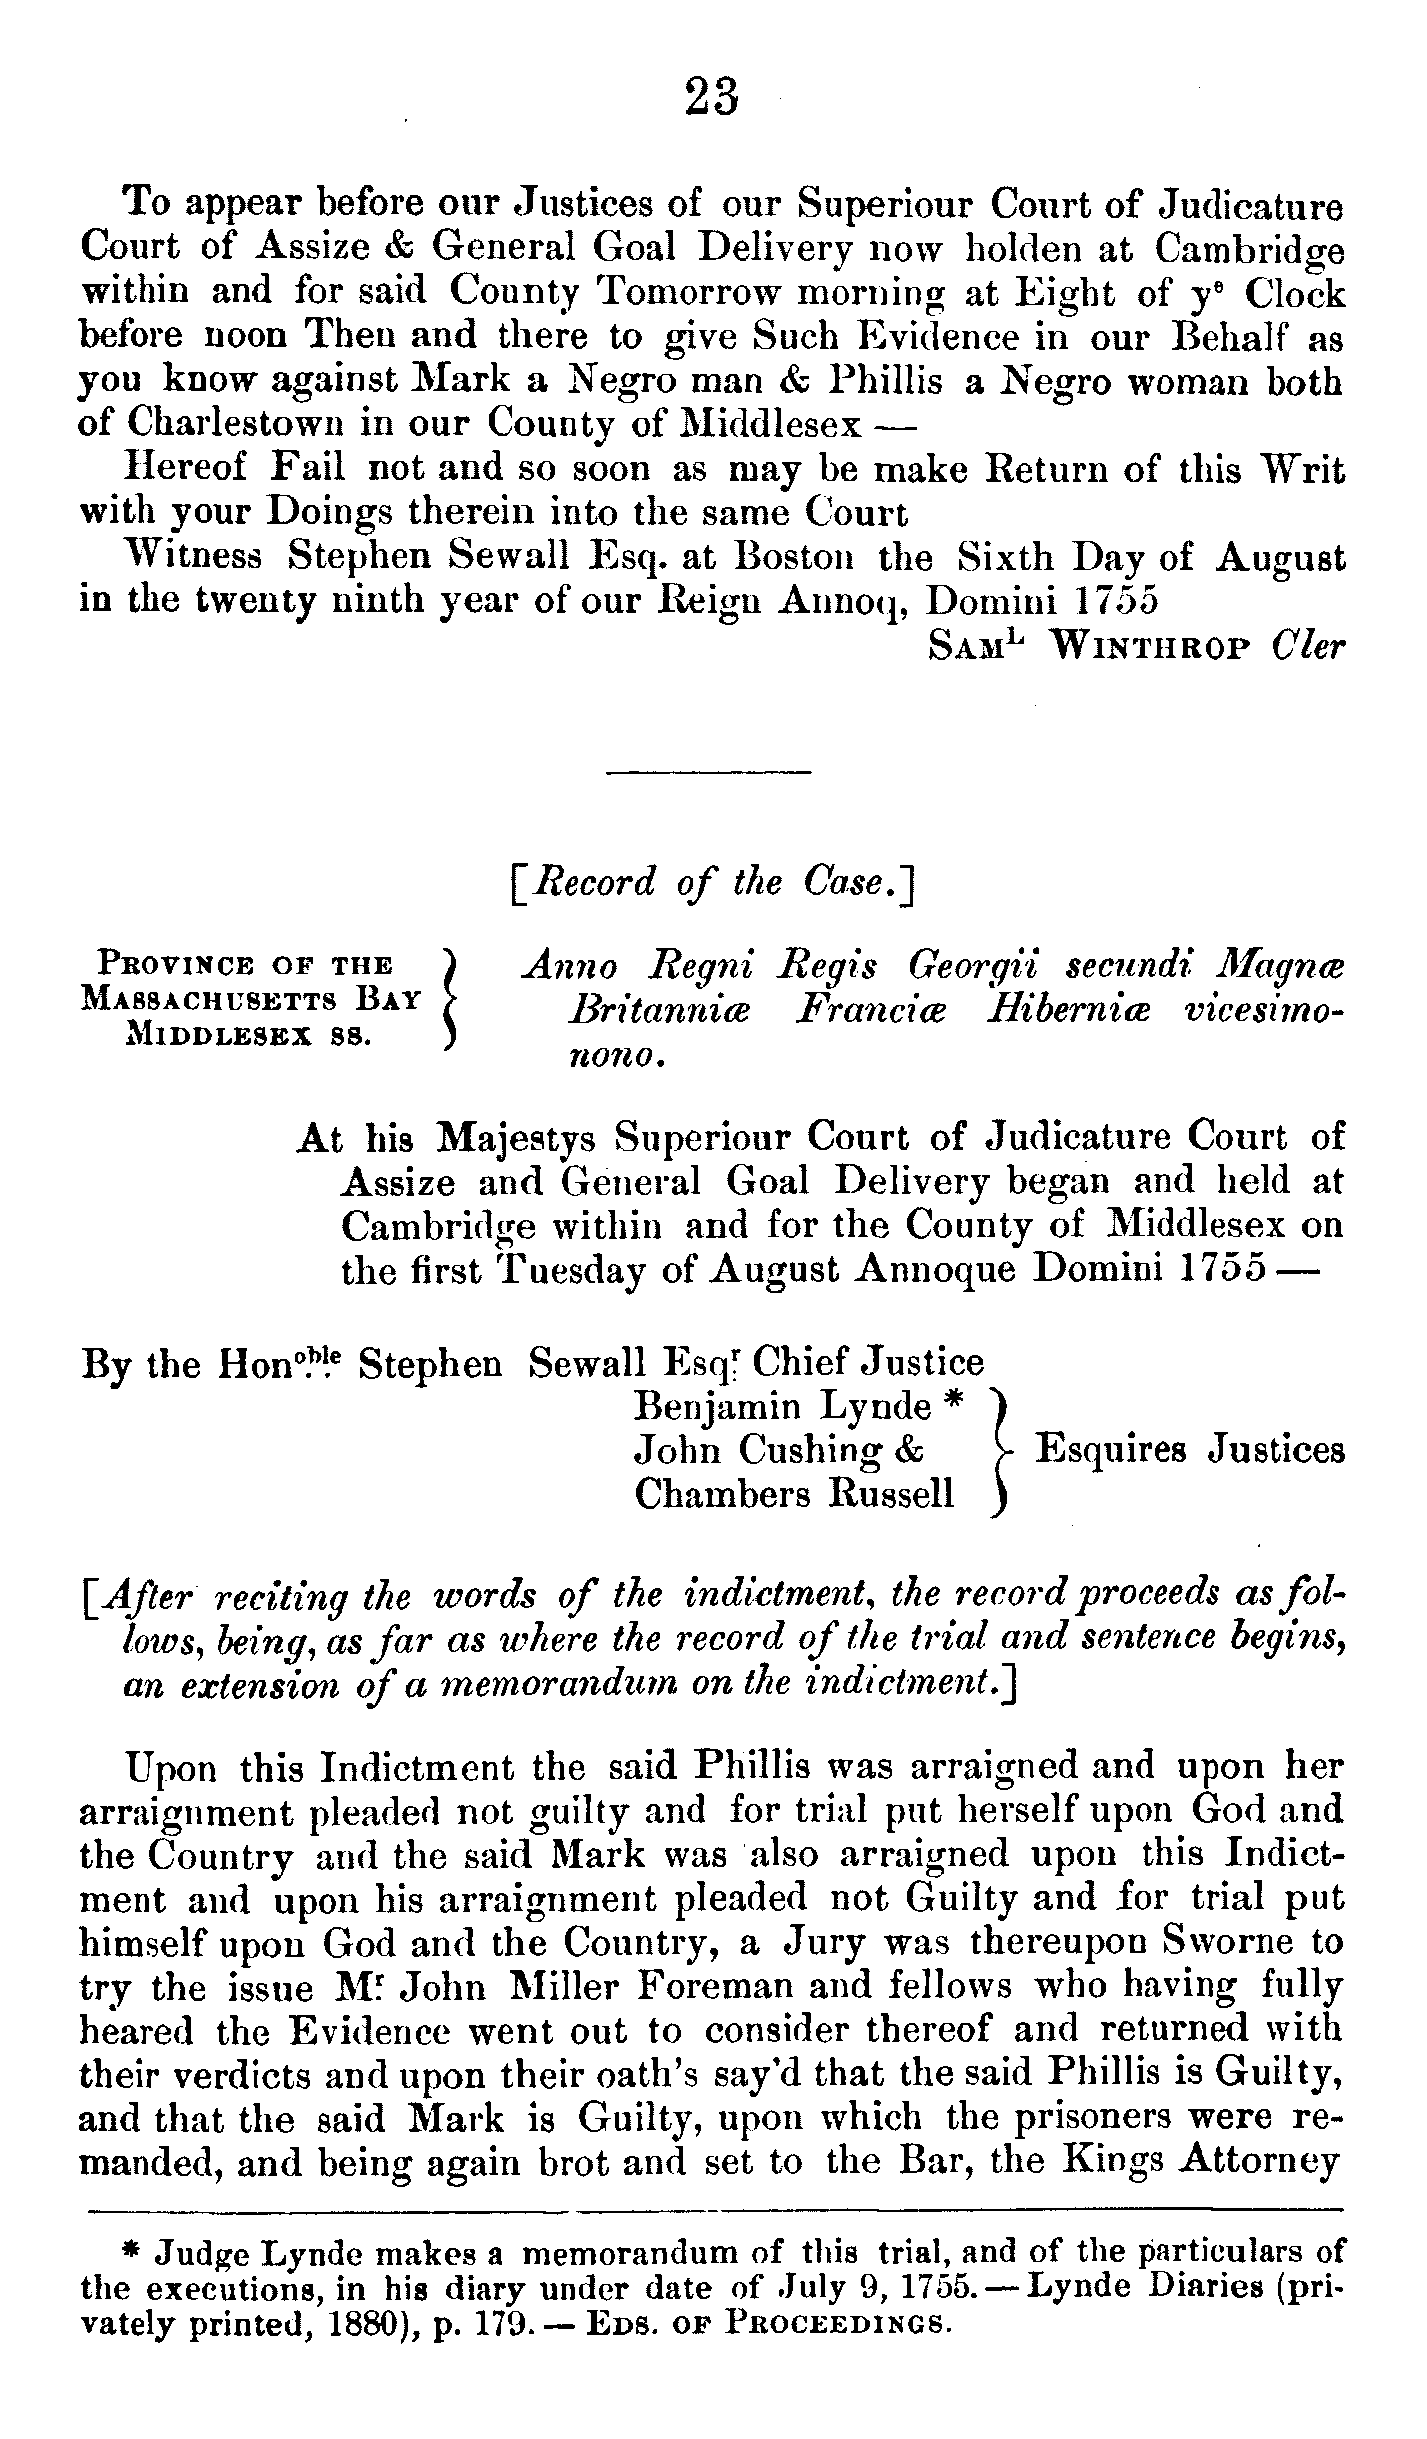 23
To appear before our Justices of our Superiour Court of Judicature
Court of Assize & General Goal Delivery now holden at Cambridge
within and for said County Tomorrow morning at Eight of yᵉ Clock
before noon Then and there to give Such Evidence in our Behalf as
you know against Mark a Negro man & Phillis a Negro woman both
of Charlestown in our County of Middlesex —
Hereof Fail not and so soon as may be make Return of this Writ
with your Doings therein into the same Court
Witness Stephen Sewall Esq. at Boston the Sixth Day of August
in the twenty ninth year of our Reign Annoq, Domini 1755
SAMᴸ WINTHROP Cler
[Record of the Case.]
PROVINCE OF THE
MASSACHUSETTS BAY
MIDDLESEX SS.
}
Anno Regni Regis Georgii secundi Magnæ
Britanniæ Franciæ Hiberniæ vicesimo-
nono.
At his Majestys Superiour Court of Judicature Court of
Assize and General Goal Delivery began and held at
Cambridge within and for the County of Middlesex on
the first Tuesday of August Annoque Domini 1755 —
By the Honᵒᵇˡᵉ Stephen Sewall Esqʳ Chief Justice
Benjamin Lynde *
John Cushing & } Esquires Justices
Chambers Russell
[After reciting the words of the indictment, the record proceeds as fol-
lows, being, as far as where the record of the trial and sentence begins,
an extension of a memorandum on the indictment.]
Upon this Indictment the said Phillis was arraigned and upon her
arraignment pleaded not guilty and for trial put herself upon God and
the Country and the said Mark was also arraigned upon this Indict-
ment and upon his arraignment pleaded not Guilty and for trial put
himself upon God and the Country, a Jury was thereupon Sworne to
try the issue Mʳ John Miller Foreman and fellows who having fully
heared the Evidence went out to consider thereof and returned with
their verdicts and upon their oath's say'd that the said Phillis is Guilty,
and that the said Mark is Guilty, upon which the prisoners were re-
manded, and being again brot and set to the Bar, the Kings Attorney
* Judge Lynde makes a memorandum of this trial, and of the particulars of
the executions, in his diary under date of July 9, 1755. — Lynde Diaries (pri-
vately printed, 1880), p. 179. — EDS. OF PROCEEDINGS.